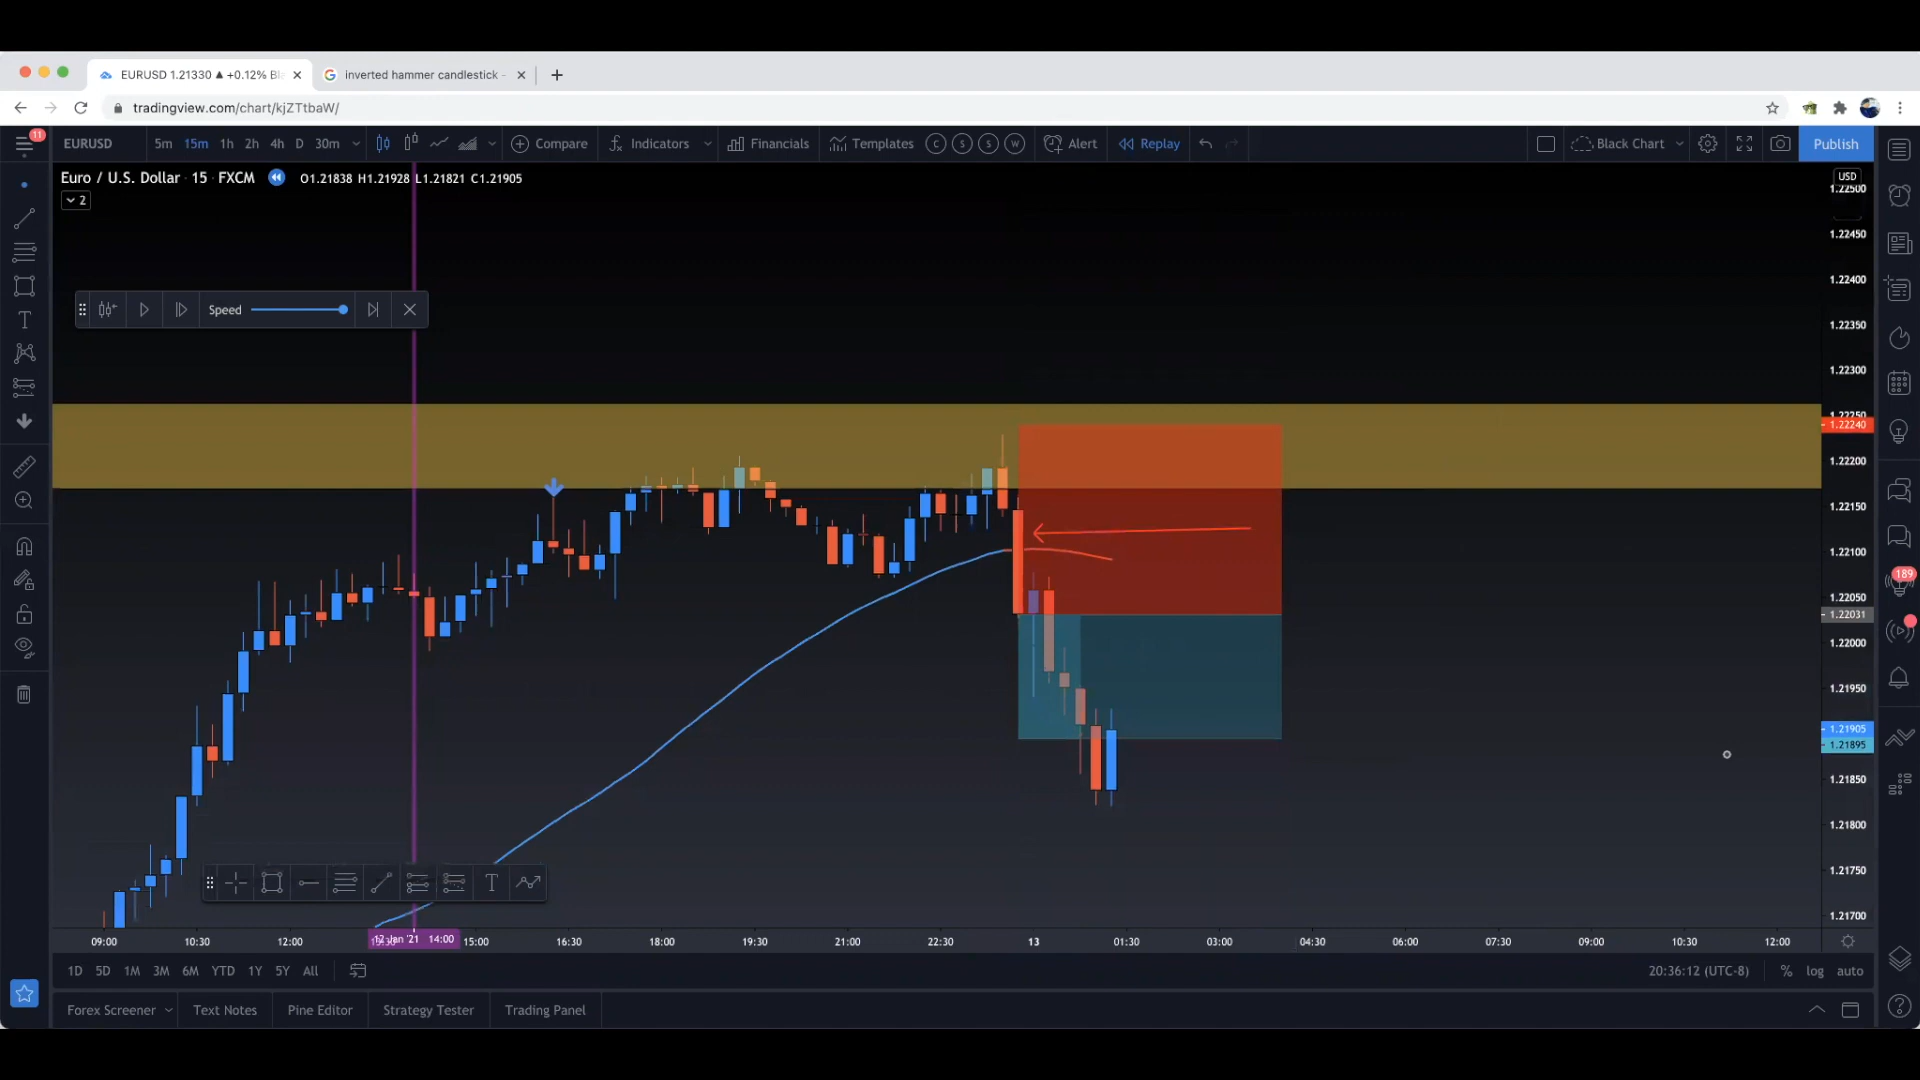 EURUSD 1.21330 ▲ +0.12% Bl
inverted hammer candlestick -
tradingview.com/chart/kjZTtbaW/
11
EURUSD 5m 15m 1h 2h 4h D 30m Compare Indicators Financials Templates C S S W Alert Replay Black Chart Publish
Euro / U.S. Dollar · 15 · FXCM O1.21838 H1.21928 L1.21821 C1.21905
2
USD
1.22500
1.22450
1.22400
Speed
1.22350
1.22300
1.22250
1.22240
1.22200
1.22150
1.22100
189
1.22050
1.22031
1.22000
1.21950
1.21905
1.21895
1.21850
1.21800
1.21750
T
1.21700
09:00 10:30 12:00 12 Jan '21 14:00 15:00 16:30 18:00 19:30 21:00 22:30 13 01:30 03:00 04:30 06:00 07:30 09:00 10:30 12:00
1D 5D 1M 3M 6M YTD 1Y 5Y All 20:36:12 (UTC-8) % log auto
Forex Screener Text Notes Pine Editor Strategy Tester Trading Panel